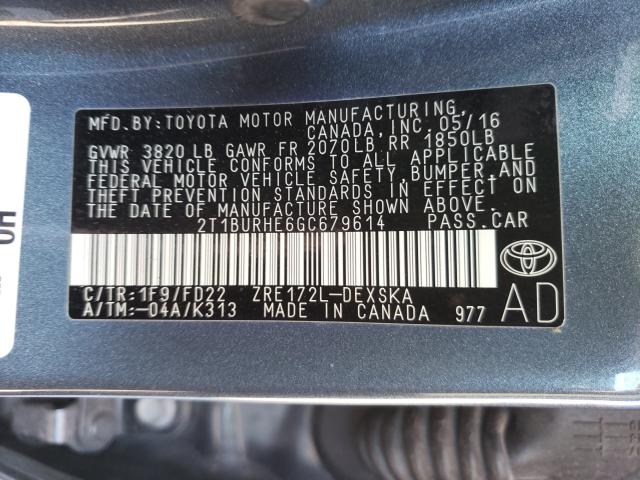 MFD.BY:TOYOTA MOTOR MANUFACTURING,
CANADA, INC. 05/16
GVWR 3820 LB GAWR FR 2070LB RR 1850LB
THIS VEHICLE CONFORMS TO ALL APPLICABLE
FEDERAL MOTOR VEHICLE SAFETY,BUMPER,AND
THEFT PREVENTION STANDARDS IN EFFECT ON
THE DATE OF MANUFACTURE SHOWN ABOVE.
2T1BURHE6GC679614 PASS.CAR
C/TR:1F9/FD22 ZRE172L-DEXSKA
A/TM:-04A/K313 MADE IN CANADA 977
AD